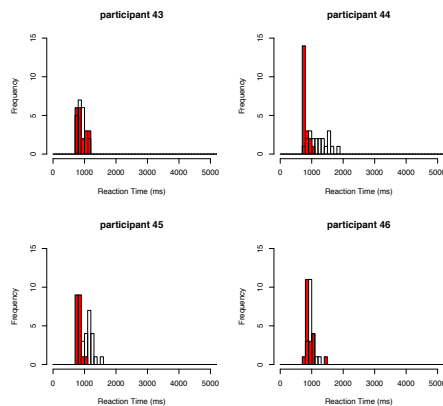 participant 43
participant 44
Frequency
0 5 10 15
0 1000 2000 3000 4000 5000
Reaction Time (ms)
Frequency
0 5 10 15
0 1000 2000 3000 4000 5000
Reaction Time (ms)
participant 45
participant 46
Frequency
0 5 10 15
0 1000 2000 3000 4000 5000
Reaction Time (ms)
Frequency
0 5 10 15
0 1000 2000 3000 4000 5000
Reaction Time (ms)